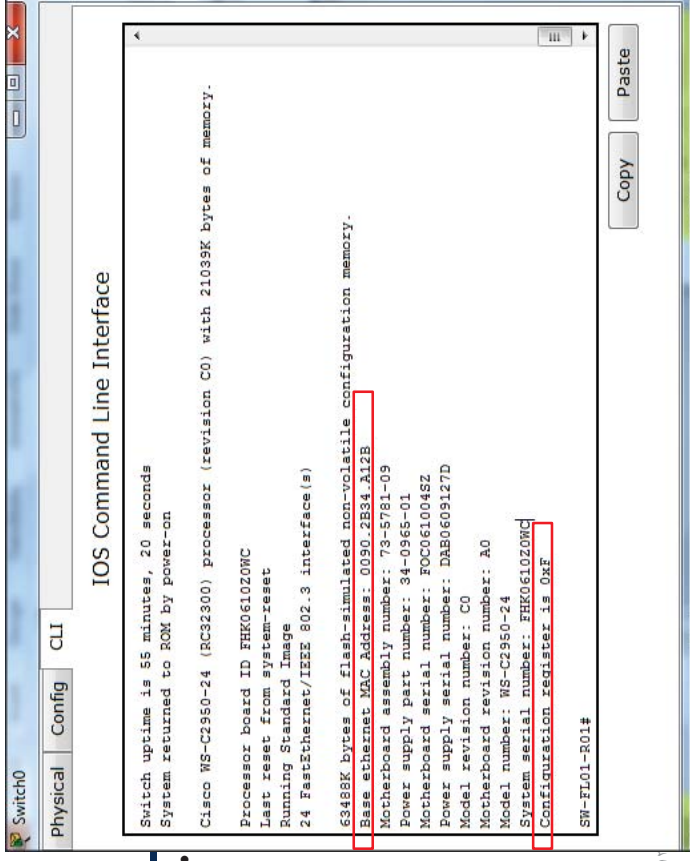 Switch0
Physical Config CLI
IOS Command Line Interface
Switch uptime is 55 minutes, 20 seconds
System returned to ROM by power-on
Cisco WS-C2950-24 (RC32300) processor (revision C0) with 21039K bytes of memory.
Processor board ID FHK0610Z0WC
Last reset from system-reset
Running Standard Image
24 FastEthernet/IEEE 802.3 interface(s)
63488K bytes of flash-simulated non-volatile configuration memory.
Base ethernet MAC Address: 0090.2B34.A12B
Motherboard assembly number: 73-5781-09
Power supply part number: 34-0965-01
Motherboard serial number: FOC061004SZ
Power supply serial number: DAB0609127D
Model revision number: C0
Motherboard revision number: A0
Model number: WS-C2950-24
System serial number: FHK0610Z0WC
Configuration register is 0xF
SW-FL01-R01#
Copy Paste